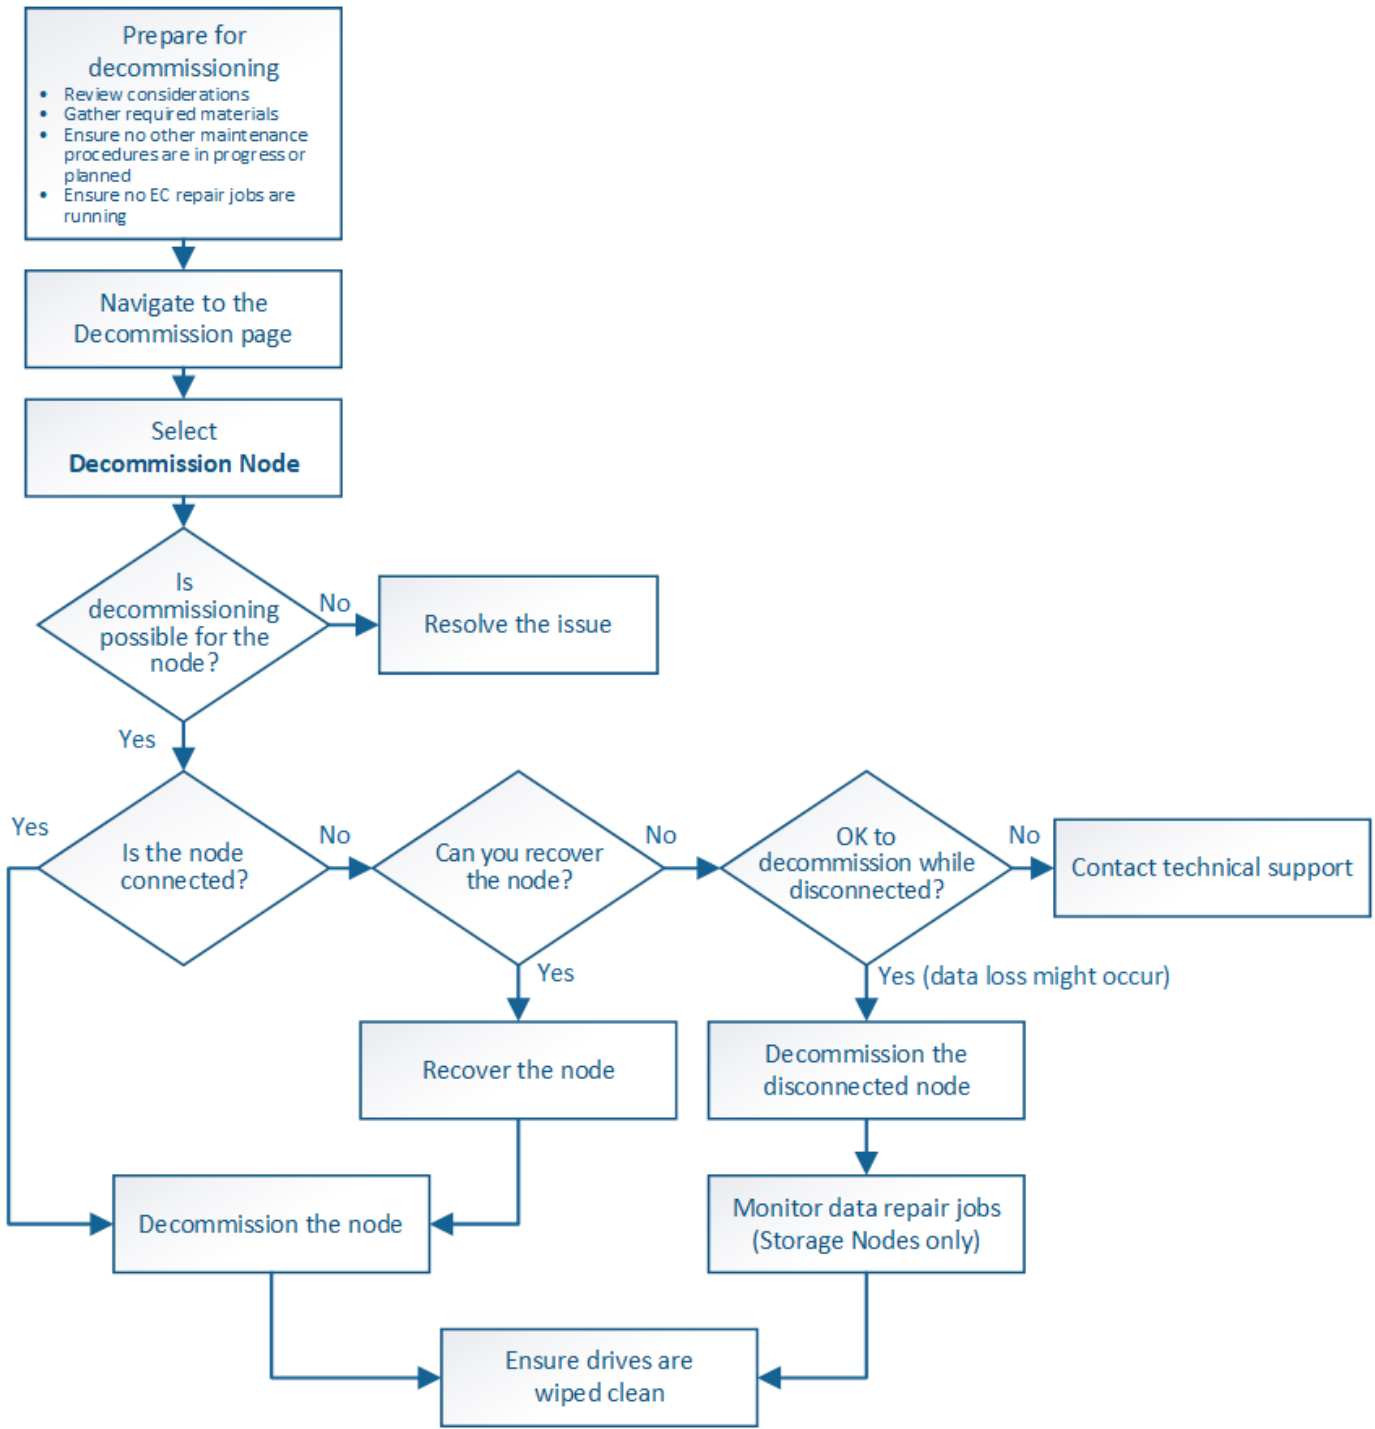 Prepare for
decommissioning
• Review considerations
• Gather required materials
• Ensure no other maintenance
procedures are in progress or
planned
• Ensure no EC repair jobs are
running
Navigate to the
Decommission page
Select
Decommission Node
Is
decommissioning
possible for the
node?
No
Resolve the issue
Yes
Yes
Is the node
connected?
No
Can you recover
the node?
No
OK to
decommission while
disconnected?
No
Contact technical support
Yes
Yes (data loss might occur)
Recover the node
Decommission the
disconnected node
Decommission the node
Monitor data repair jobs
(Storage Nodes only)
Ensure drives are
wiped clean